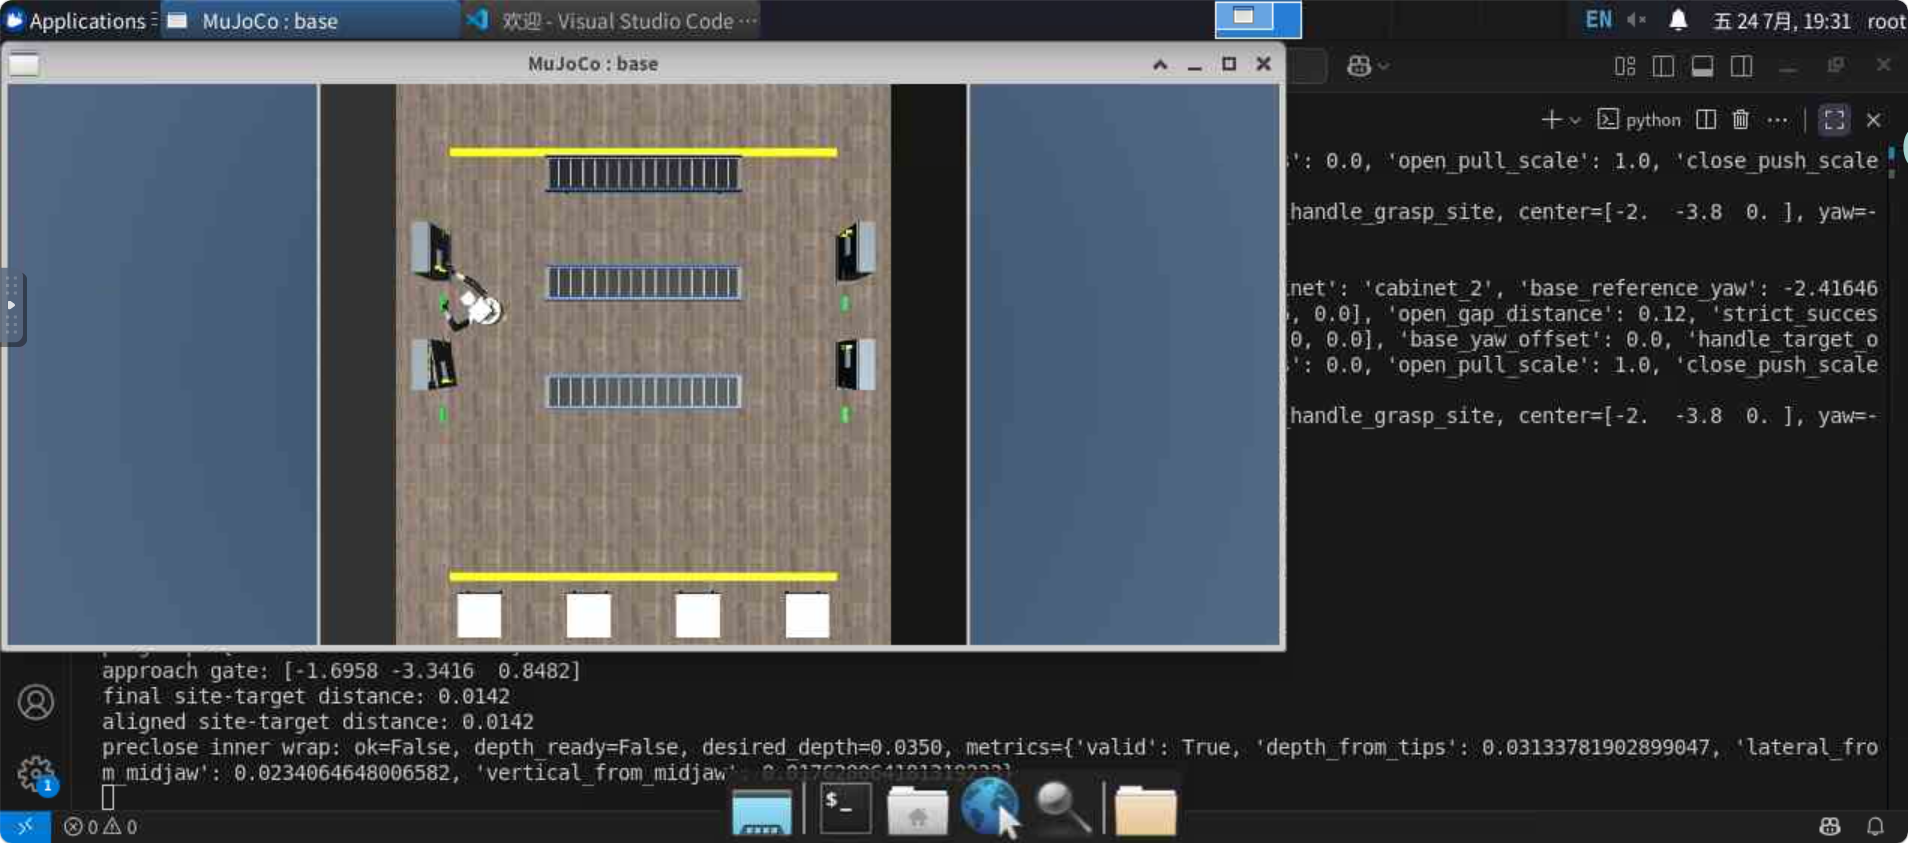 Applications
MuJoCo : base
欢迎 - Visual Studio Code ···
EN
五 24 7月, 19:31 root
MuJoCo : base
python
': 0.0, 'open_pull_scale': 1.0, 'close_push_scale
handle_grasp_site, center=[-2. -3.8 0. ], yaw=-
net': 'cabinet_2', 'base_reference_yaw': -2.41646
, 0.0], 'open_gap_distance': 0.12, 'strict_succes
0, 0.0], 'base_yaw_offset': 0.0, 'handle_target_o
': 0.0, 'open_pull_scale': 1.0, 'close_push_scale
handle_grasp_site, center=[-2. -3.8 0. ], yaw=-
approach gate: [-1.6958 -3.3416 0.8482]
final site-target distance: 0.0142
aligned site-target distance: 0.0142
preclose inner wrap: ok=False, depth_ready=False, desired_depth=0.0350, metrics={'valid': True, 'depth_from_tips': 0.03133781902899047, 'lateral_fro
m_midjaw': 0.0234064648006582, 'vertical_from_midjaw'
$_
1
0 0